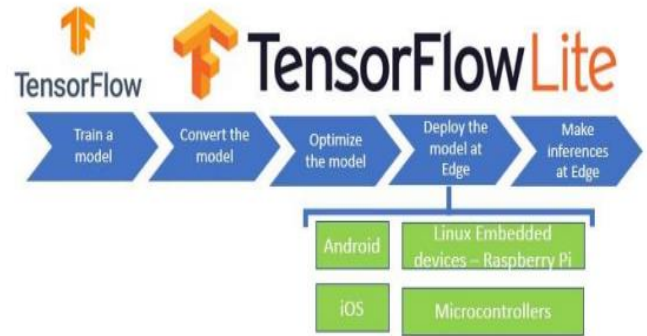 TensorFlow
TensorFlow Lite
Train a
model
Convert the
model
Optimize
the model
Deploy the
model at
Edge
Make
inferences
at Edge
Android
Linux Embedded
devices – Raspberry Pi
iOS
Microcontrollers